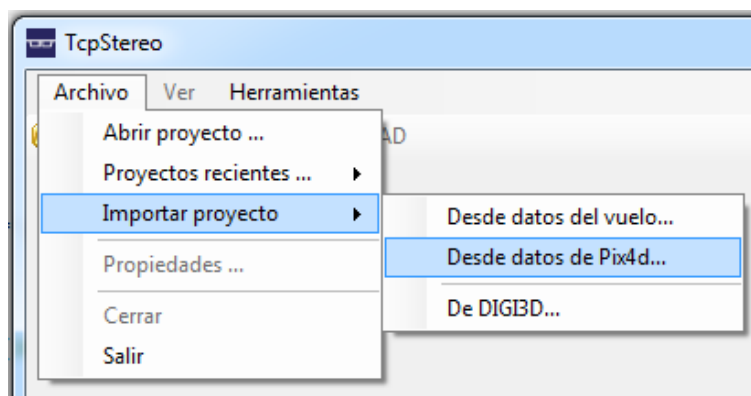 TcpStereo
Archivo Ver Herramientas
AD
Abrir proyecto ...
Proyectos recientes ...
Importar proyecto
Propiedades ...
Cerrar
Salir
Desde datos del vuelo...
Desde datos de Pix4d...
De DIGI3D...